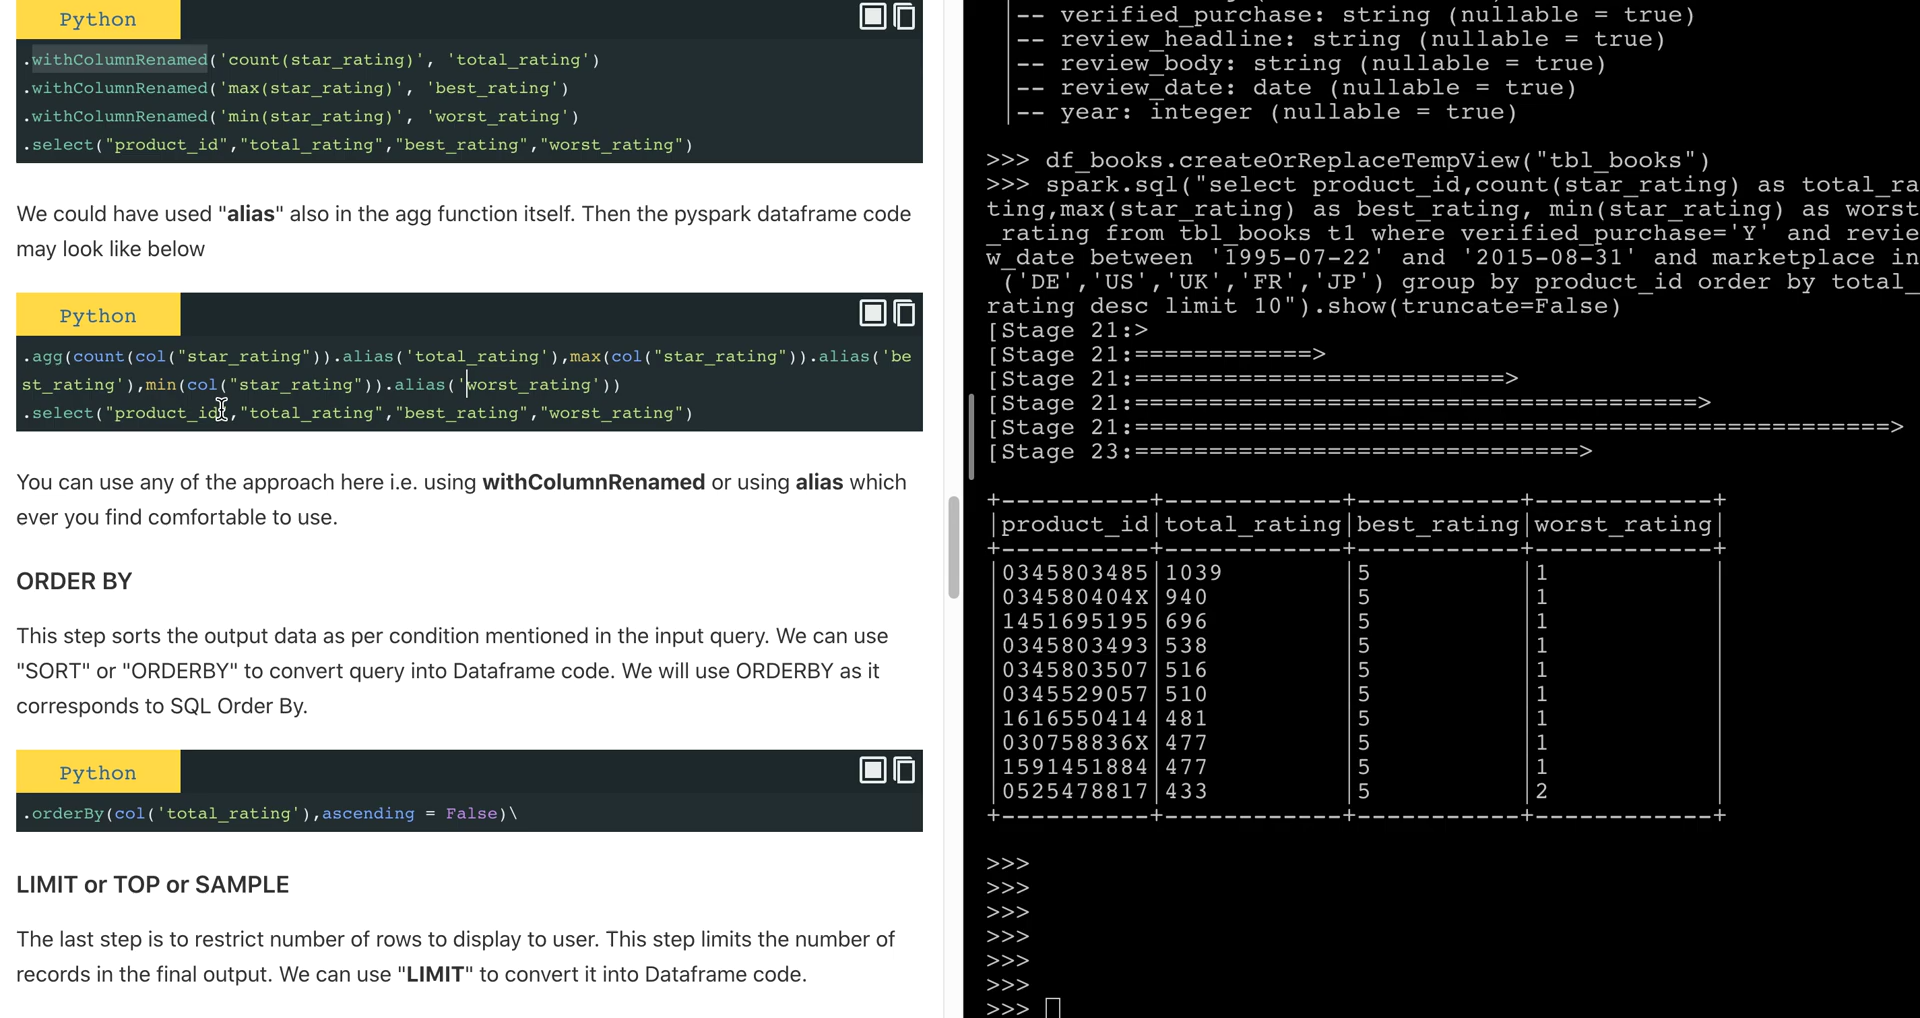 Python
.withColumnRenamed('count(star_rating)', 'total_rating')
.withColumnRenamed('max(star_rating)', 'best_rating')
.withColumnRenamed('min(star_rating)', 'worst_rating')
.select("product_id","total_rating","best_rating","worst_rating")
We could have used "alias" also in the agg function itself. Then the pyspark dataframe code
may look like below
Python
.agg(count(col("star_rating")).alias('total_rating'),max(col("star_rating")).alias('be
st_rating'),min(col("star_rating")).alias('worst_rating'))
.select("product_id","total_rating","best_rating","worst_rating")
You can use any of the approach here i.e. using withColumnRenamed or using alias which
ever you find comfortable to use.
ORDER BY
This step sorts the output data as per condition mentioned in the input query. We can use
"SORT" or "ORDERBY" to convert query into Dataframe code. We will use ORDERBY as it
corresponds to SQL Order By.
Python
.orderBy(col('total_rating'),ascending = False)\
LIMIT or TOP or SAMPLE
The last step is to restrict number of rows to display to user. This step limits the number of
records in the final output. We can use "LIMIT" to convert it into Dataframe code.
|-- verified_purchase: string (nullable = true)
|-- review_headline: string (nullable = true)
|-- review_body: string (nullable = true)
|-- review_date: date (nullable = true)
|-- year: integer (nullable = true)
>>> df_books.createOrReplaceTempView("tbl_books")
>>> spark.sql("select product_id,count(star_rating) as total_ra
ting,max(star_rating) as best_rating, min(star_rating) as worst
_rating from tbl_books t1 where verified_purchase='Y' and revie
w_date between '1995-07-22' and '2015-08-31' and marketplace in
 ('DE','US','UK','FR','JP') group by product_id order by total_
rating desc limit 10").show(truncate=False)
[Stage 21:>
[Stage 21:============>
[Stage 21:=========================>
[Stage 21:======================================>
[Stage 21:===================================================>
[Stage 23:==============================>
+----------+------------+-----------+------------+
|product_id|total_rating|best_rating|worst_rating|
+----------+------------+-----------+------------+
|0345803485|1039        |5          |1           |
|034580404X|940         |5          |1           |
|1451695195|696         |5          |1           |
|0345803493|538         |5          |1           |
|0345803507|516         |5          |1           |
|0345529057|510         |5          |1           |
|1616550414|481         |5          |1           |
|030758836X|477         |5          |1           |
|1591451884|477         |5          |1           |
|0525478817|433         |5          |2           |
+----------+------------+-----------+------------+
>>>
>>>
>>>
>>>
>>>
>>>
>>>